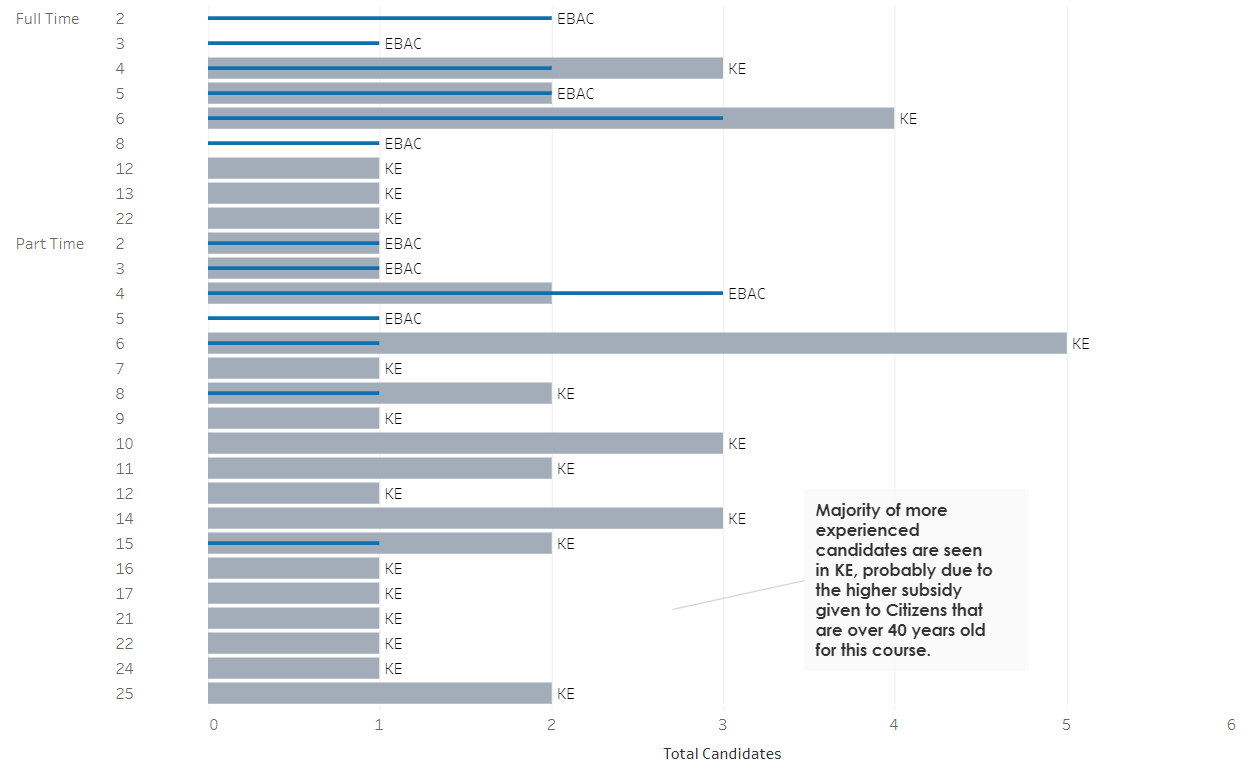 Full Time 2 EBAC
3 EBAC
4 KE
5 EBAC
6 KE
8 EBAC
12 KE
13 KE
22 KE
Part Time 2 EBAC
3 EBAC
4 EBAC
5 EBAC
6 KE
7 KE
8 KE
9 KE
10 KE
11 KE
12 KE
14 KE
15 KE
16 KE
17 KE
21 KE
22 KE
24 KE
25 KE
Majority of more
experienced
candidates are seen
in KE, probably due to
the higher subsidy
given to Citizens that
are over 40 years old
for this course.
0 1 2 3 4 5 6
Total Candidates